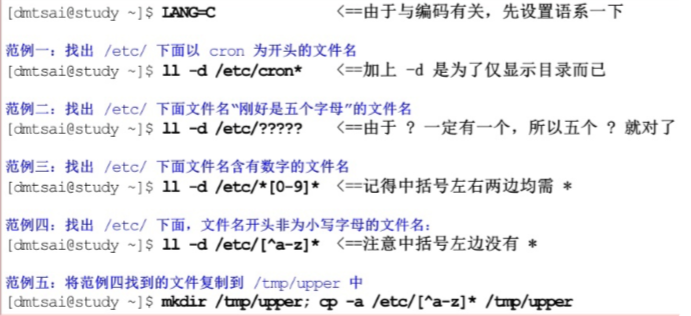 [dmtsai@study ~]$ LANG=C <==由于与编码有关，先设置语系一下
范例一：找出 /etc/ 下面以 cron 为开头的文件名
[dmtsai@study ~]$ ll -d /etc/cron* <==加上 -d 是为了仅显示目录而已
范例二：找出 /etc/ 下面文件名“刚好是五个字母”的文件名
[dmtsai@study ~]$ ll -d /etc/????? <==由于 ? 一定有一个，所以五个 ? 就对了
范例三：找出 /etc/ 下面文件名含有数字的文件名
[dmtsai@study ~]$ ll -d /etc/*[0-9]* <==记得中括号左右两边均需 *
范例四：找出 /etc/ 下面，文件名开头非为小写字母的文件名：
[dmtsai@study ~]$ ll -d /etc/[^a-z]* <==注意中括号左边没有 *
范例五：将范例四找到的文件复制到 /tmp/upper 中
[dmtsai@study ~]$ mkdir /tmp/upper; cp -a /etc/[^a-z]* /tmp/upper